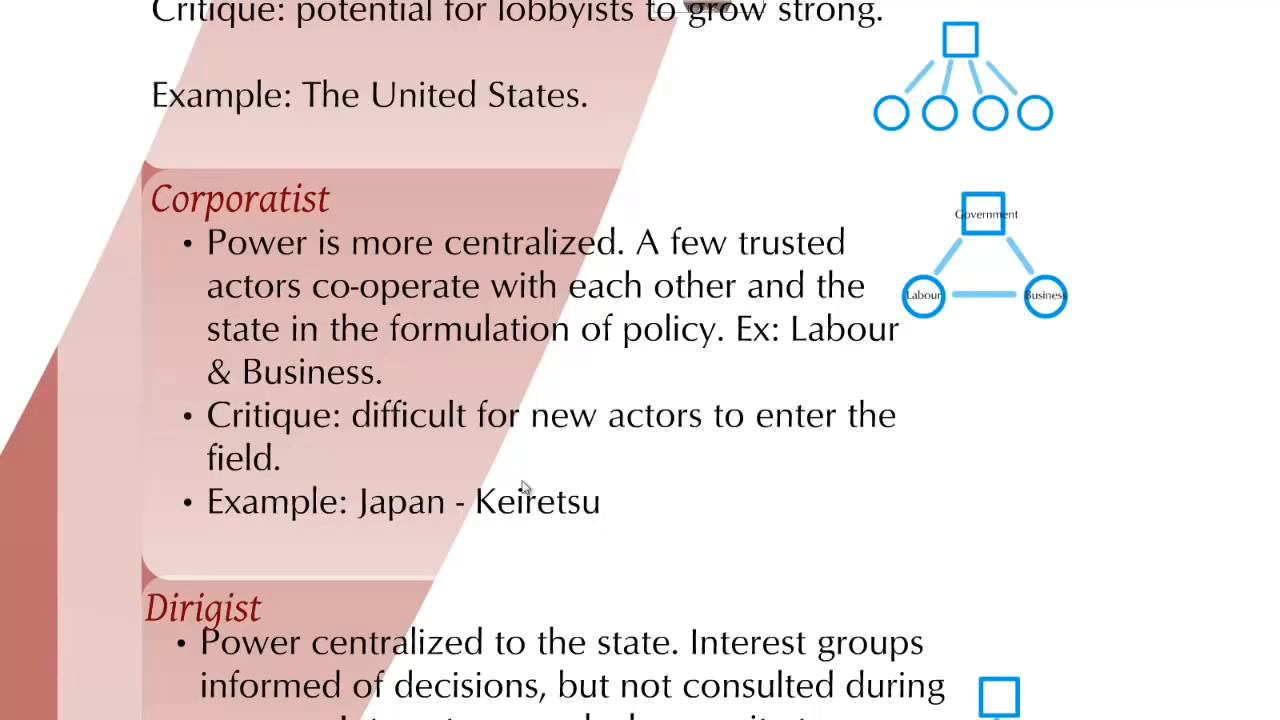 Critique: potential for lobbyists to grow strong.
Example: The United States.
Corporatist
• Power is more centralized. A few trusted
actors co-operate with each other and the
state in the formulation of policy. Ex: Labour
& Business.
• Critique: difficult for new actors to enter the
field.
• Example: Japan - Keiretsu
Government
Labour
Business
Dirigist
• Power centralized to the state. Interest groups
informed of decisions, but not consulted during